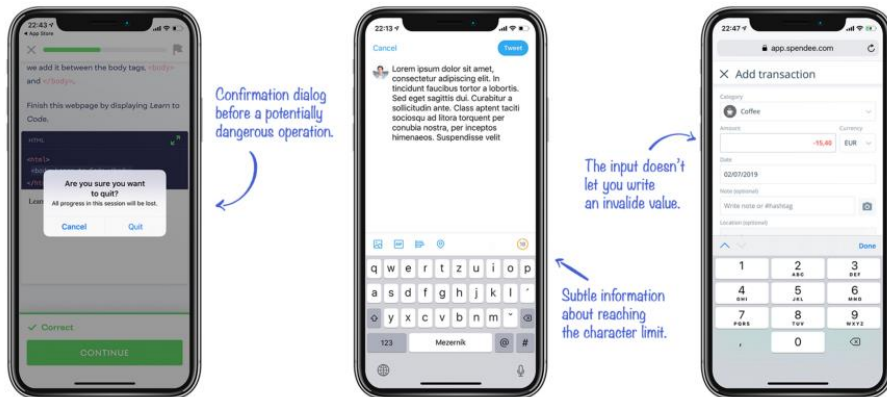 22:43
App Store
we add it between the body tags, <body>
and </body>.
Finish this webpage by displaying Learn to
Code.
<html>
Are you sure you want
to quit?
All progress in this session will be lost.
Cancel
Quit
Correct
CONTINUE
Confirmation dialog
before a potentially
dangerous operation.
22:13
Cancel
Tweet
Lorem ipsum dolor sit amet,
consectetur adipiscing elit. In
tincidunt faucibus tortor a lobortis.
Sed eget sagittis dui. Curabitur a
sollicitudin ante. Class aptent taciti
sociosqu ad litora torquent per
conubia nostra, per inceptos
himenaeos. Suspendisse velit
q w e r t z u i o p
a s d f g h j k l ´
y x c v b n m ˇ
123 Mezerník @ #
Subtle information
about reaching
the character limit.
The input doesn't
let you write
an invalide value.
22:47
app.spendee.com
Add transaction
Category
Coffee
Amount
Currency
-15,40
EUR
Date
02/07/2019
Note (optional)
Write note or #hashtag
Location (optional)
Done
1 2 3
ABC DEF
4 5 6
GHI JKL MNO
7 8 9
PQRS TUV WXYZ
, 0